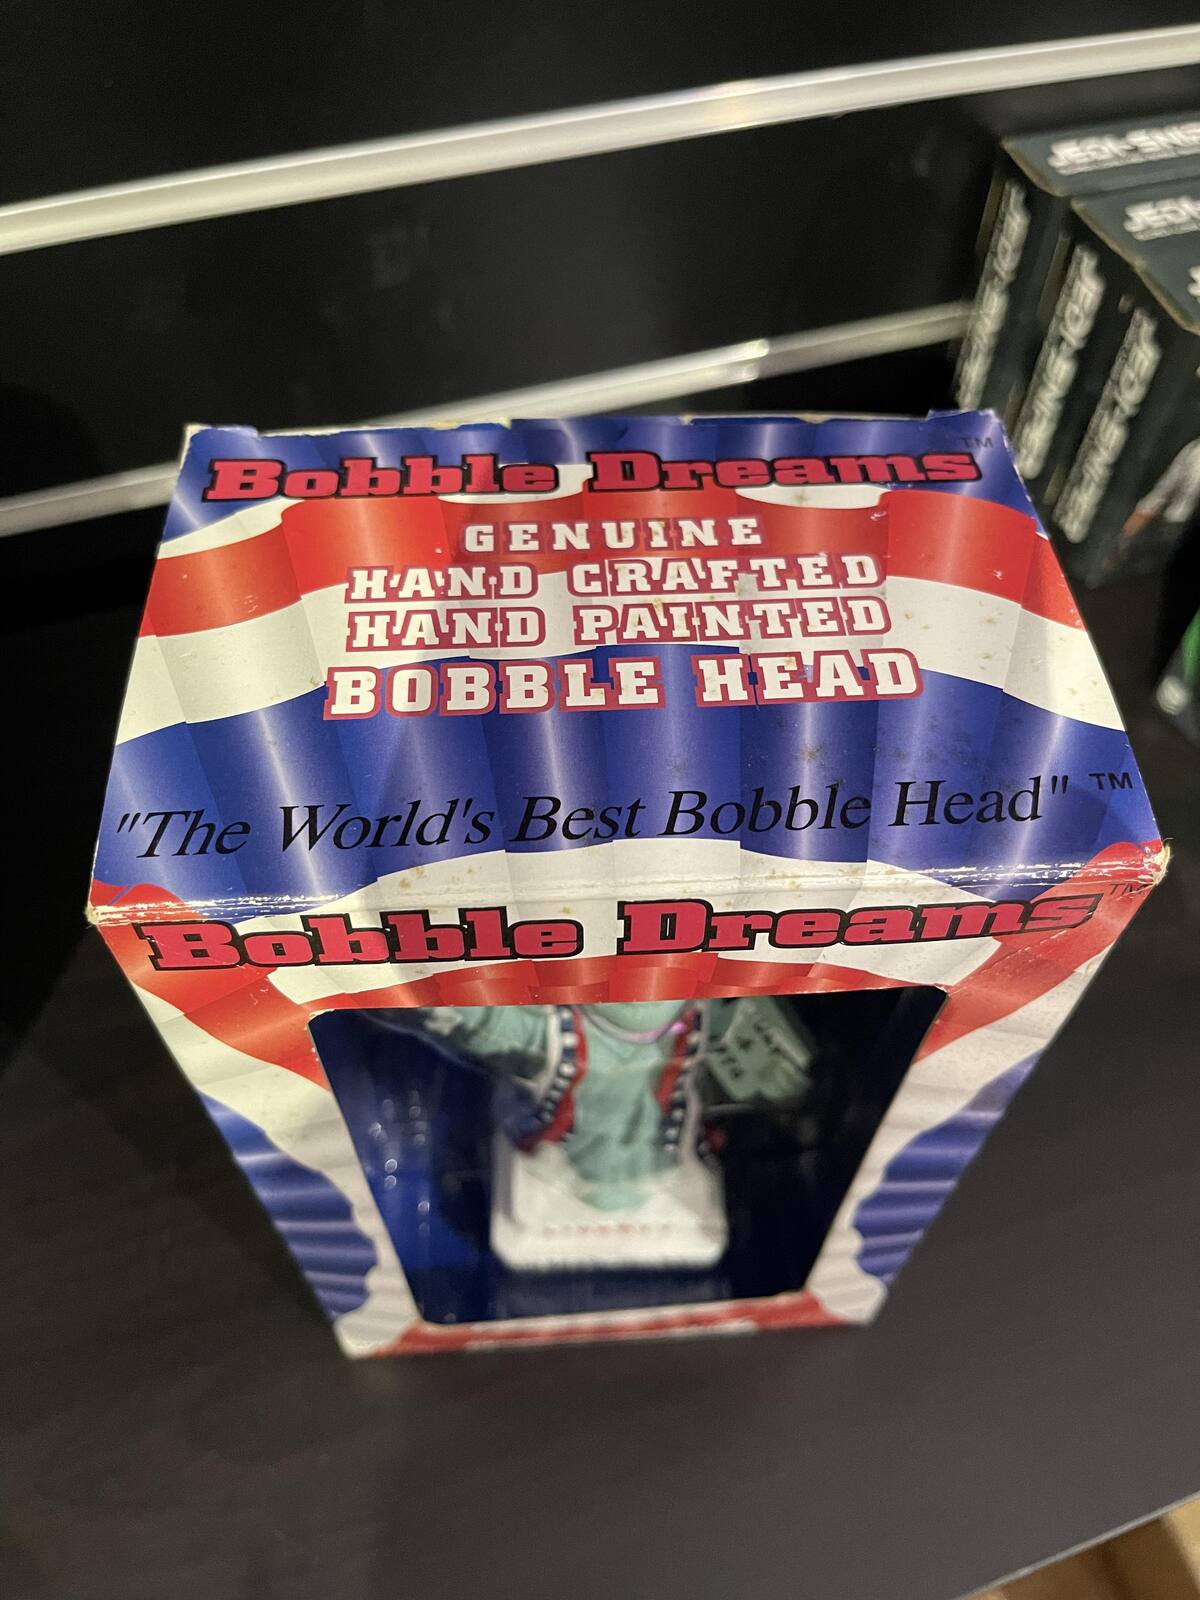 Bobble Dreams™
GENUINE
HAND CRAFTED
HAND PAINTED
BOBBLE HEAD
"The World's Best Bobble Head" ™
Bobble Dreams™